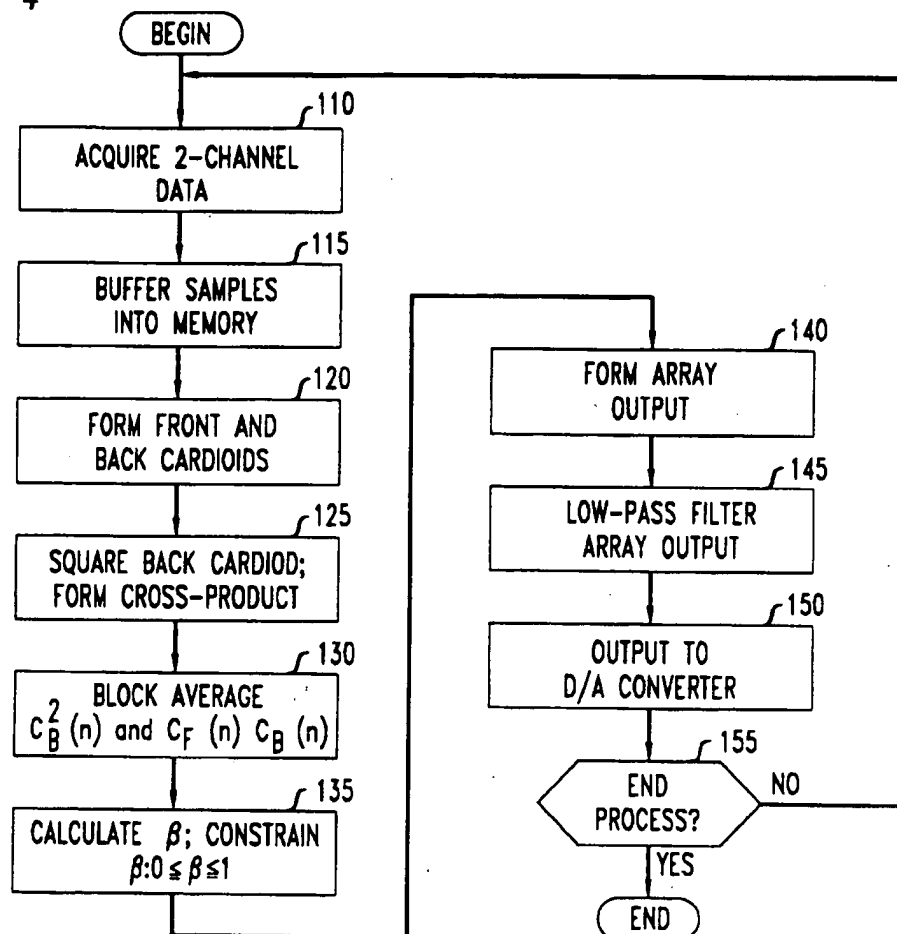 4
BEGIN
110
ACQUIRE 2-CHANNEL
DATA
115
BUFFER SAMPLES
INTO MEMORY
120
FORM FRONT AND
BACK CARDIOIDS
125
SQUARE BACK CARDIOD;
FORM CROSS-PRODUCT
130
BLOCK AVERAGE
C_B^2 (n) and C_F (n) C_B (n)
135
CALCULATE β; CONSTRAIN
β:0≦β≦1
140
FORM ARRAY
OUTPUT
145
LOW-PASS FILTER
ARRAY OUTPUT
150
OUTPUT TO
D/A CONVERTER
155
END
PROCESS?
NO
YES
END